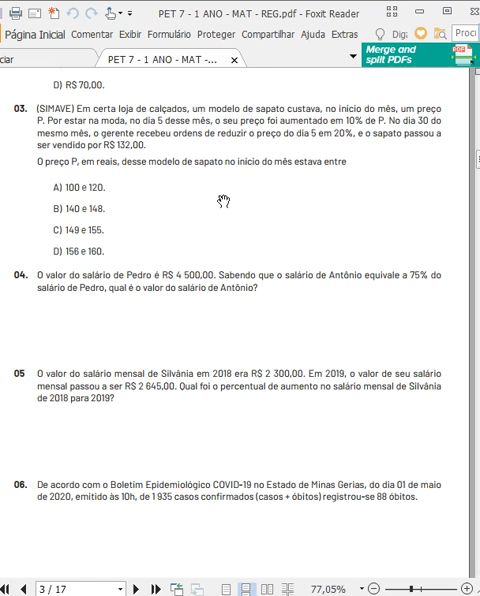 PET 7 - 1 ANO - MAT - REG.pdf - Foxit Reader
Página Inicial Comentar Exibir Formulário Proteger Compartilhar Ajuda Extras Dig: Proci
ciar PET 7 - 1 ANO - MAT -... Merge and split PDFs PDF
D) R$ 70,00.
03. (SIMAVE) Em certa loja de calçados, um modelo de sapato custava, no início do mês, um preço
P. Por estar na moda, no dia 5 desse mês, o seu preço foi aumentado em 10% de P. No dia 30 do
mesmo mês, o gerente recebeu ordens de reduzir o preço do dia 5 em 20%, e o sapato passou a
ser vendido por R$ 132,00.
O preço P, em reais, desse modelo de sapato no início do mês estava entre
A) 100 e 120.
B) 140 e 148.
C) 149 e 155.
D) 156 e 160.
04. O valor do salário de Pedro é R$ 4 500,00. Sabendo que o salário de Antônio equivale a 75% do
salário de Pedro, qual é o valor do salário de Antônio?
05 O valor do salário mensal de Silvânia em 2018 era R$ 2 300,00. Em 2019, o valor de seu salário
mensal passou a ser R$ 2 645,00. Qual foi o percentual de aumento no salário mensal de Silvânia
de 2018 para 2019?
06. De acordo com o Boletim Epidemiológico COVID-19 no Estado de Minas Gerias, do dia 01 de maio
de 2020, emitido às 10h, de 1 935 casos confirmados (casos + óbitos) registrou-se 88 óbitos.
3 / 17 77,05%